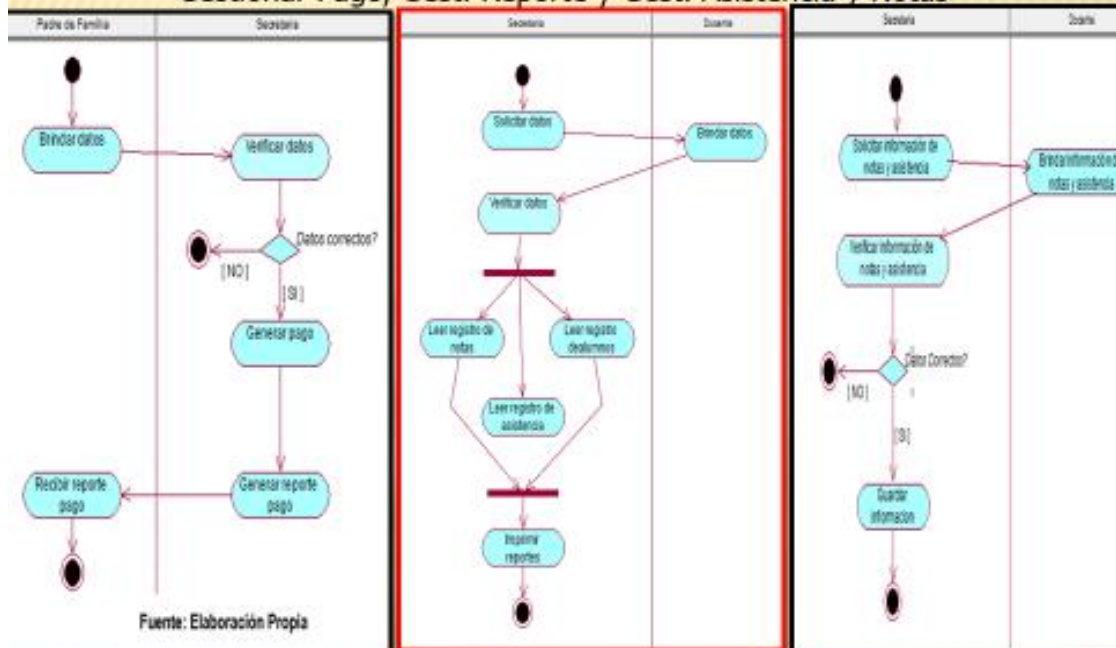 Gestionar Pago, Gest. Reporte y Gest. Asistencia y Notas
Padre de Familia
Secretaria
Brindar datos
Verificar datos
Datos correctos?
[ NO ]
[ SI ]
Generar pago
Recibir reporte
pago
Generar reporte
pago
Fuente: Elaboración Propia
Secretaria
Docente
Solicitar datos
Brindar datos
Verificar datos
Leer registro de
notas
Leer registro
dealumnos
Leer registro de
asistencia
Imprimir
reportes
Secretaria
Docente
Solicitar información de
notas y asistencia
Brindar información
notas y asistencia
Verificar información de
notas y asistencia
Datos Correctos?
[ NO ]
[ SI ]
Guardar
informacion